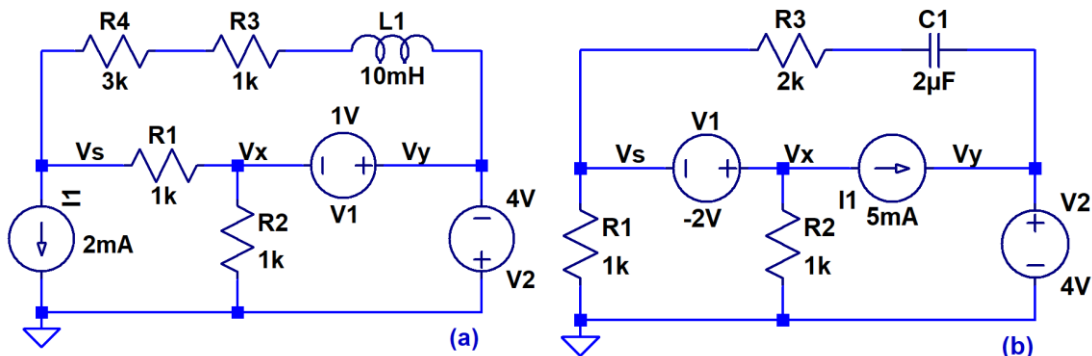 R4
3k
R3
1k
L1
10mH
Vs
R1
1k
Vx
1V
V1
Vy
I1
2mA
R2
1k
4V
V2
(a)
R3
2k
C1
2µF
Vs
V1
-2V
Vx
I1
5mA
Vy
R1
1k
R2
1k
V2
4V
(b)